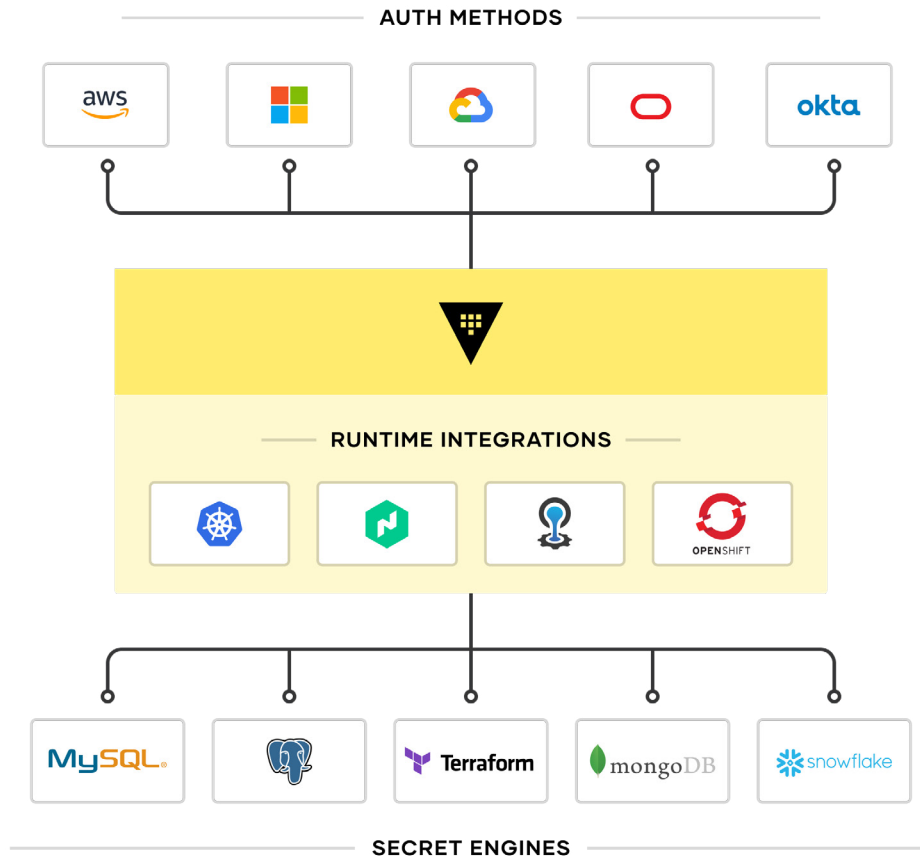 AUTH METHODS
aws
okta
RUNTIME INTEGRATIONS
OPENSHIFT
MySQL®
Terraform
mongoDB
snowflake
SECRET ENGINES